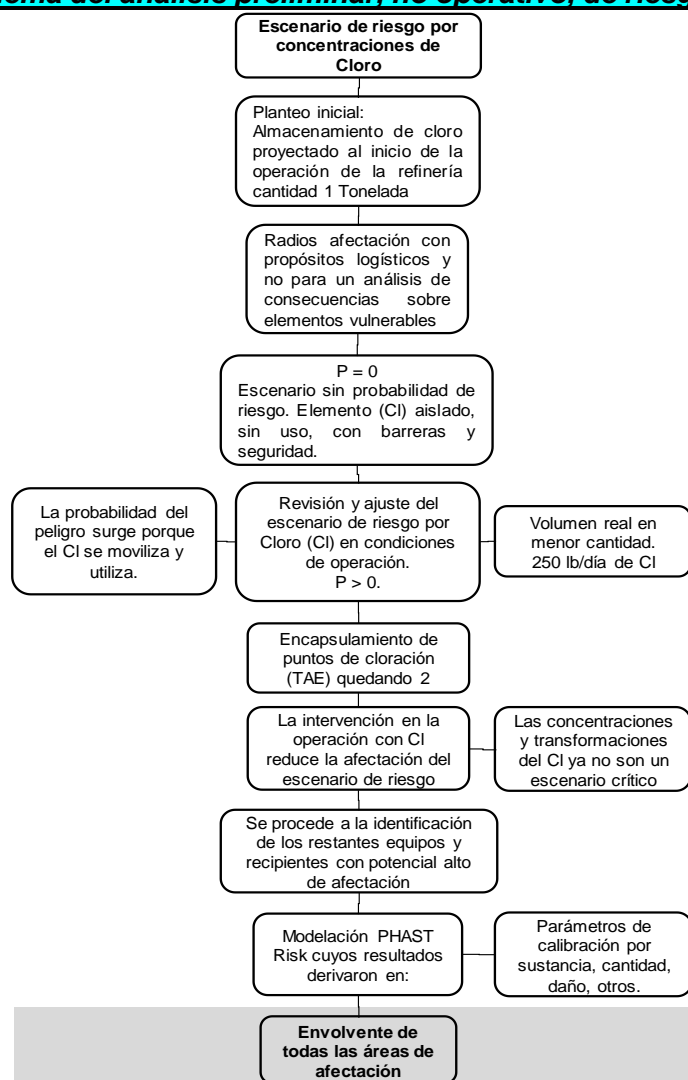 análisis preliminar, no operativo, de
Escenario de riesgo por
concentraciones de
Cloro
Planteo inicial:
Almacenamiento de cloro
proyectado al inicio de la
operación de la refinería
cantidad 1 Tonelada
Radios afectación con
propósitos logísticos y
no para un análisis de
consecuencias sobre
elementos vulnerables
P = 0
Escenario sin probabilidad de
riesgo. Elemento (Cl) aislado,
sin uso, con barreras y
seguridad.
La probabilidad del
peligro surge porque
el Cl se moviliza y
utiliza.
Revisión y ajuste del
escenario de riesgo por
Cloro (Cl) en condiciones
de operación.
P > 0.
Volumen real en
menor cantidad.
250 lb/día de Cl
Encapsulamiento de
puntos de cloración
(TAE) quedando 2
La intervención en la
operación con Cl
reduce la afectación del
escenario de riesgo
Las concentraciones
y transformaciones
del Cl ya no son un
escenario crítico
Se procede a la identificación
de los restantes equipos y
recipientes con potencial alto
de afectación
Modelación PHAST
Risk cuyos resultados
derivaron en:
Parámetros de
calibración por
sustancia, cantidad,
daño, otros.
Envolvente de
todas las áreas de
afectación